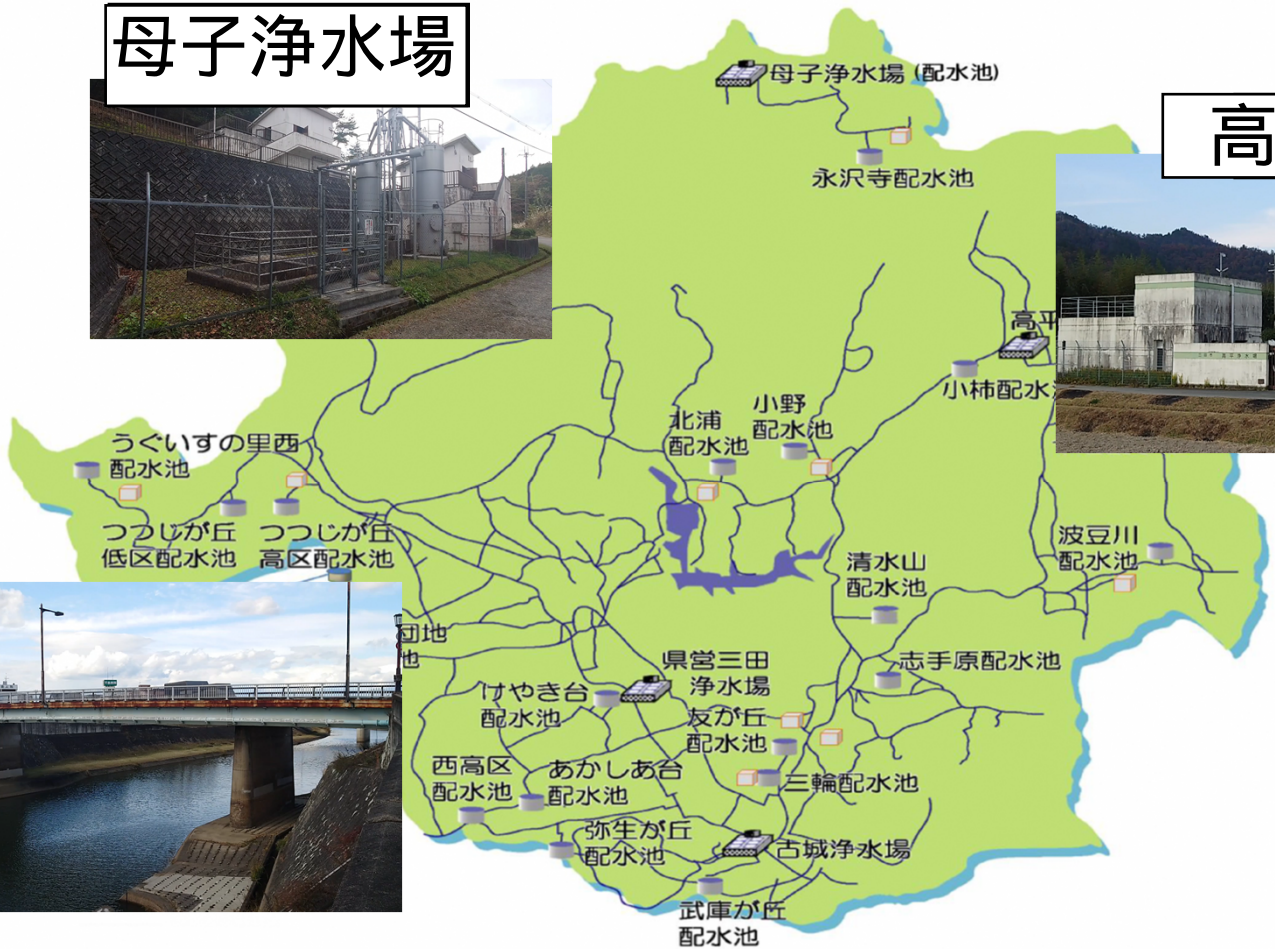 母子浄水場
母子浄水場 (配水池)
高
永沢寺配水池
高平
小柿配水
小野
配水池
北浦
配水池
うぐいすの里西
配水池
つつじが丘
低区配水池
つつじが丘
高区配水池
波豆川
配水池
清水山
配水池
団地
池
県営三田
浄水場
志手原配水池
けやき台
配水池
友が丘
配水池
西高区
配水池
あかしあ台
配水池
三輪配水池
弥生が丘
配水池
古城浄水場
武庫が丘
配水池